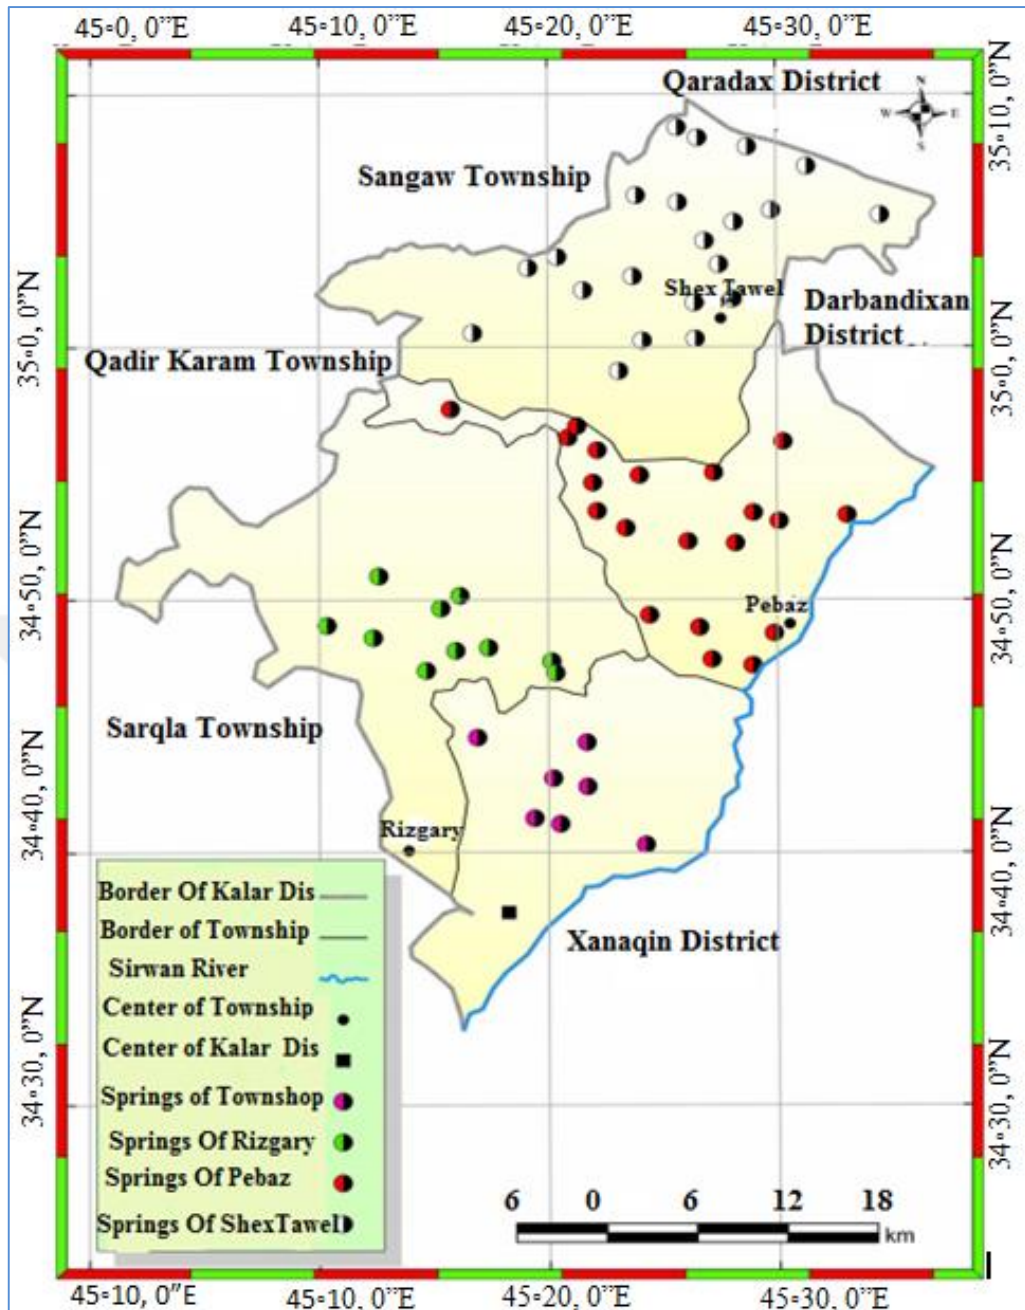 45◦0, 0"E 45◦10, 0"E 45◦20, 0"E 45◦30, 0"E
Qaradax District
N
W E
S
35◦10, 0"N
Sangaw Township
35◦0, 0"N
Shex Tawel
Darbandixan
District
Qadir Karam Township
35◦0, 0"N
34◦50, 0"N
34◦50, 0"N
Pebaz
Sarqla Township
34◦40, 0"N
Rizgary
34◦40, 0"N
Xanaqin District
Border Of Kalar Dis
Border of Township
Sirwan River
Center of Township
Center of Kalar Dis
Springs of Townshop
Springs Of Rizgary
Springs Of Pebaz
Springs Of ShexTawel
34◦30, 0"N
34◦30, 0"N
6 0 6 12 18
km
45◦10, 0"E 45◦10, 0"E 45◦20, 0"E 45◦30, 0"E